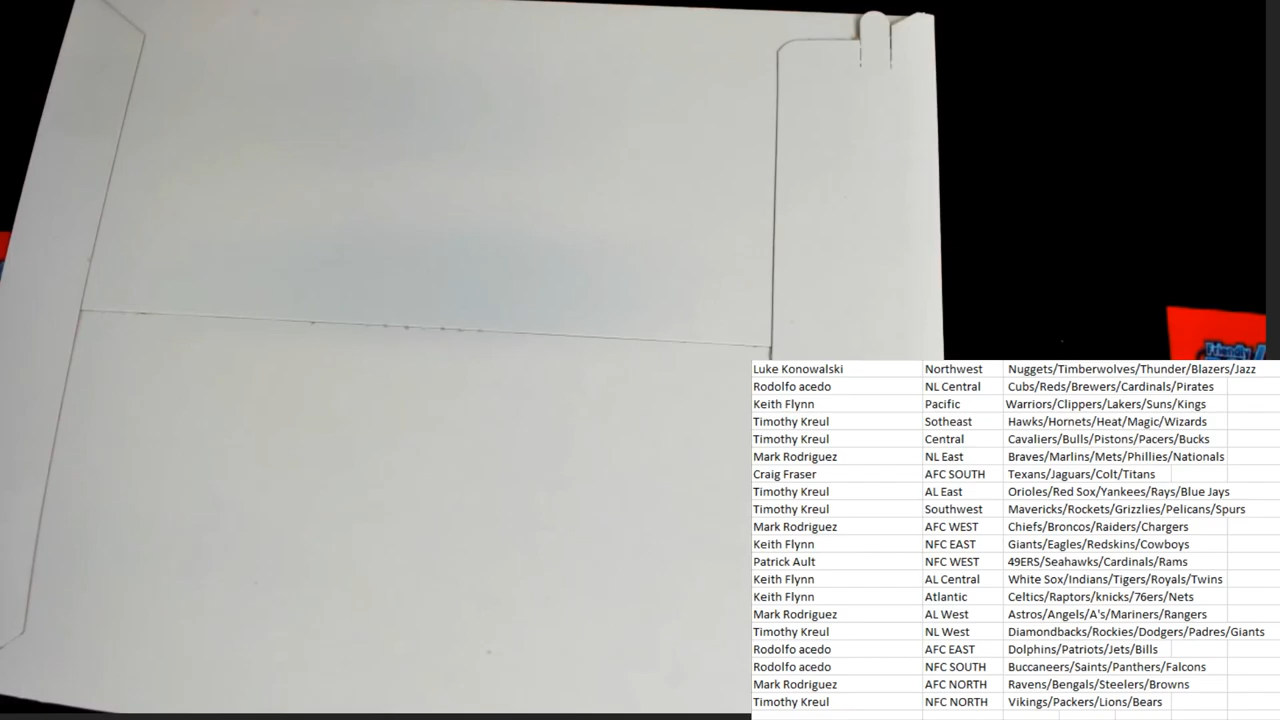 Friendly
Luke Konowalski Northwest Nuggets/Timberwolves/Thunder/Blazers/Jazz
Rodolfo acedo NL Central Cubs/Reds/Brewers/Cardinals/Pirates
Keith Flynn Pacific Warriors/Clippers/Lakers/Suns/Kings
Timothy Kreul Sotheast Hawks/Hornets/Heat/Magic/Wizards
Timothy Kreul Central Cavaliers/Bulls/Pistons/Pacers/Bucks
Mark Rodriguez NL East Braves/Marlins/Mets/Phillies/Nationals
Craig Fraser AFC SOUTH Texans/Jaguars/Colt/Titans
Timothy Kreul AL East Orioles/Red Sox/Yankees/Rays/Blue Jays
Timothy Kreul Southwest Mavericks/Rockets/Grizzlies/Pelicans/Spurs
Mark Rodriguez AFC WEST Chiefs/Broncos/Raiders/Chargers
Keith Flynn NFC EAST Giants/Eagles/Redskins/Cowboys
Patrick Ault NFC WEST 49ERS/Seahawks/Cardinals/Rams
Keith Flynn AL Central White Sox/Indians/Tigers/Royals/Twins
Keith Flynn Atlantic Celtics/Raptors/knicks/76ers/Nets
Mark Rodriguez AL West Astros/Angels/A's/Mariners/Rangers
Timothy Kreul NL West Diamondbacks/Rockies/Dodgers/Padres/Giants
Rodolfo acedo AFC EAST Dolphins/Patriots/Jets/Bills
Rodolfo acedo NFC SOUTH Buccaneers/Saints/Panthers/Falcons
Mark Rodriguez AFC NORTH Ravens/Bengals/Steelers/Browns
Timothy Kreul NFC NORTH Vikings/Packers/Lions/Bears